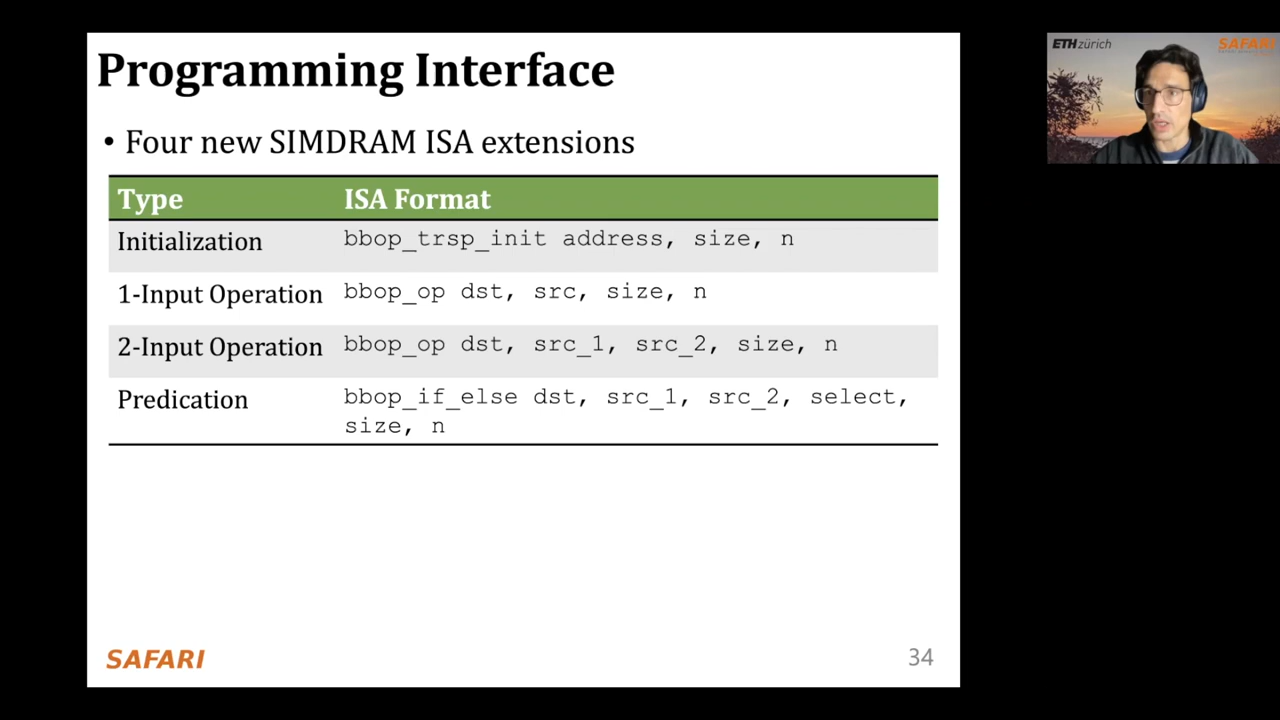 Programming Interface
• Four new SIMDRAM ISA extensions
Type ISA Format
Initialization bbop_trsp_init address, size, n
1-Input Operation bbop_op dst, src, size, n
2-Input Operation bbop_op dst, src_1, src_2, size, n
Predication bbop_if_else dst, src_1, src_2, select,
size, n
SAFARI
34
ETH zürich
SAFARI